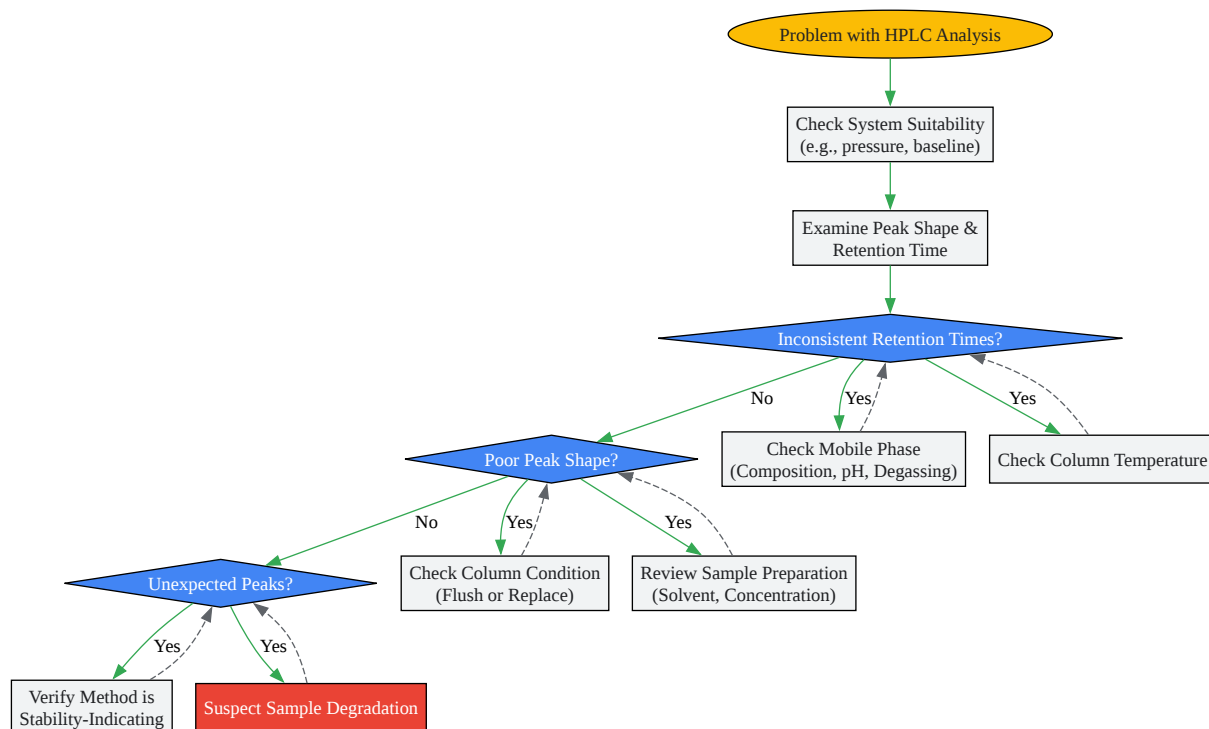 Problem with HPLC Analysis
Check System Suitability
(e.g., pressure, baseline)
Examine Peak Shape &
Retention Time
Inconsistent Retention Times?
No
Yes
Yes
Check Mobile Phase
(Composition, pH, Degassing)
Check Column Temperature
Poor Peak Shape?
No
Yes
Yes
Check Column Condition
(Flush or Replace)
Review Sample Preparation
(Solvent, Concentration)
Unexpected Peaks?
Yes
Yes
Verify Method is
Stability-Indicating
Suspect Sample Degradation